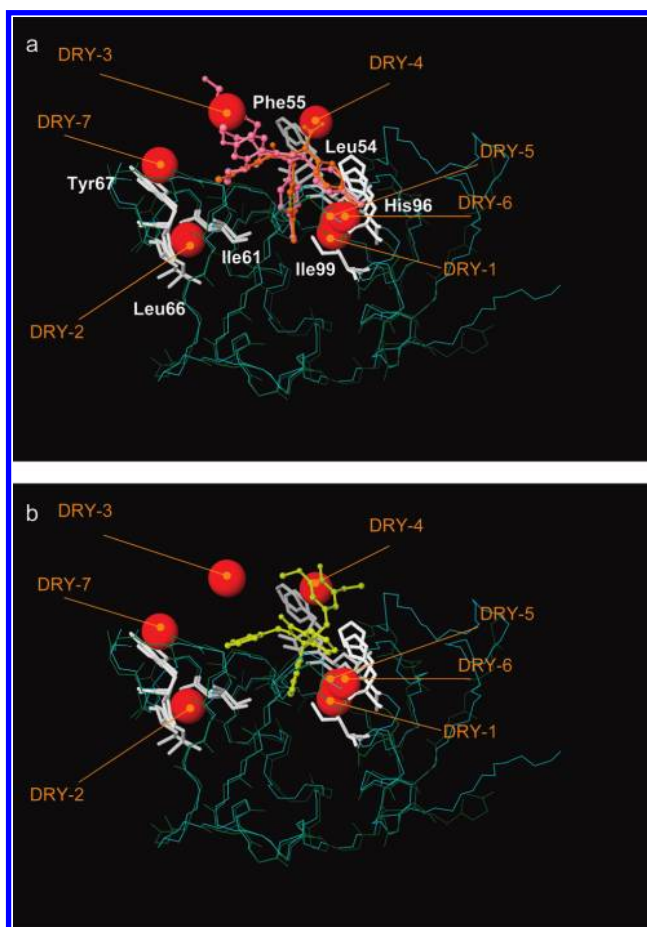 a
DRY-3
DRY-4
Phe55
DRY-7
Leu54
DRY-5
Tyr67
His96
DRY-6
Ile61
Ile99
DRY-1
Leu66
DRY-2
b
DRY-3
DRY-4
DRY-7
DRY-5
DRY-6
DRY-1
DRY-2